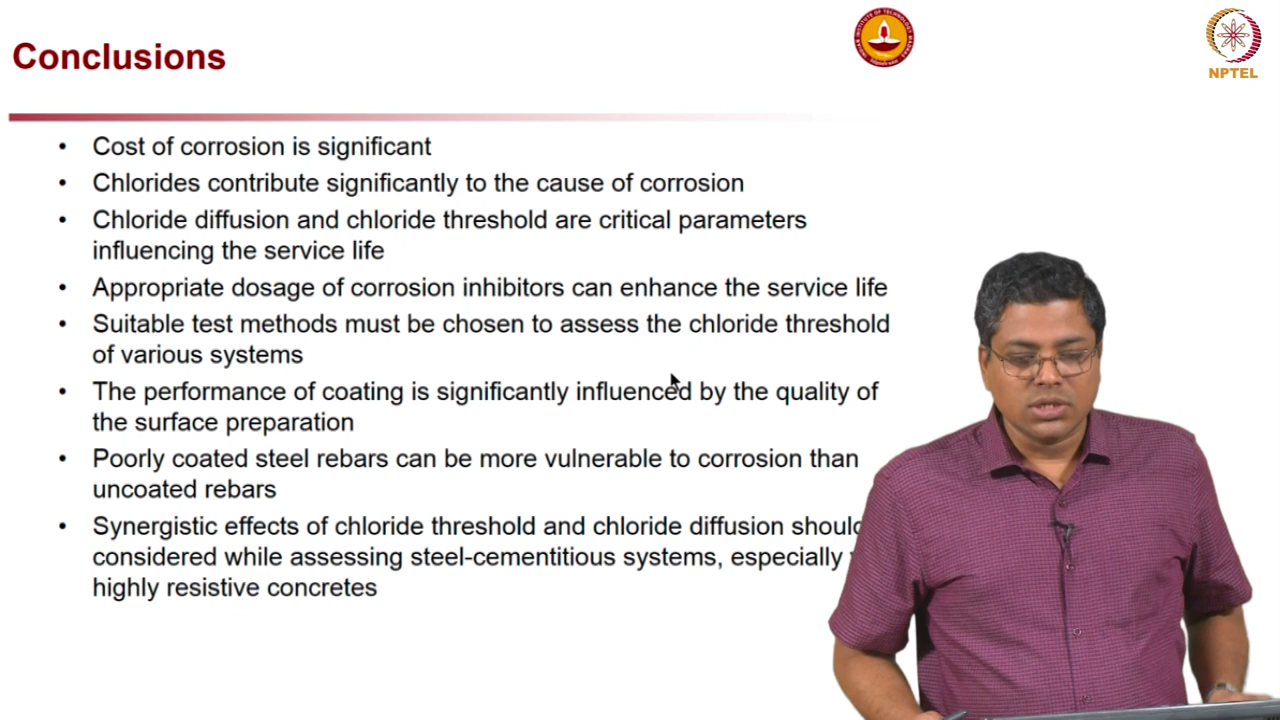 Conclusions
NPTEL
• Cost of corrosion is significant
• Chlorides contribute significantly to the cause of corrosion
• Chloride diffusion and chloride threshold are critical parameters
influencing the service life
• Appropriate dosage of corrosion inhibitors can enhance the service life
• Suitable test methods must be chosen to assess the chloride threshold
of various systems
• The performance of coating is significantly influenced by the quality of
the surface preparation
• Poorly coated steel rebars can be more vulnerable to corrosion than
uncoated rebars
• Synergistic effects of chloride threshold and chloride diffusion
considered while assessing steel-cementitious systems, especially
highly resistive concretes